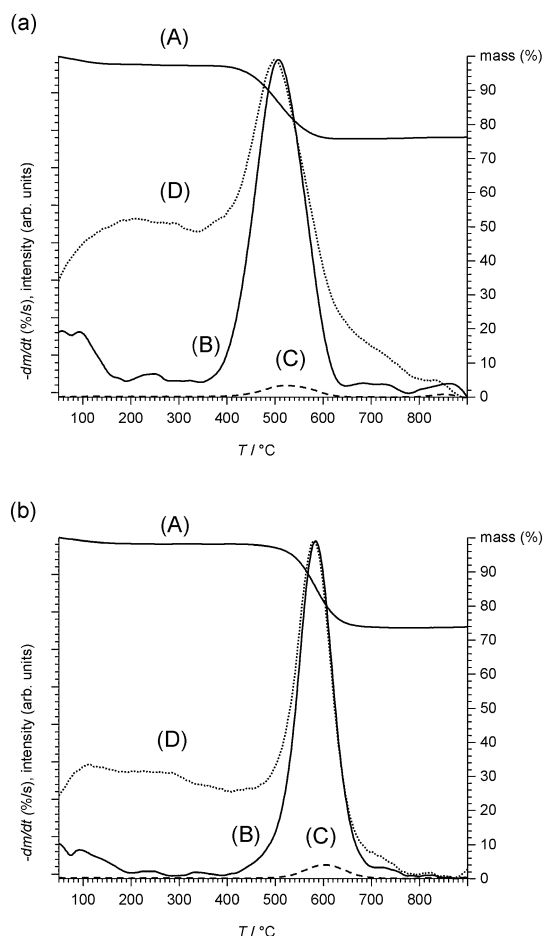 (a)
(A)
mass (%)
90
80
70
60
50
40
30
20
10
0
(D)
(B)
(C)
-dm/dt (%/s), intensity (arb. units)
100 200 300 400 500 600 700 800
T / °C
(b)
(A)
mass (%)
90
80
70
60
50
40
30
20
10
0
(D)
(B)
(C)
-dm/dt (%/s), intensity (arb. units)
100 200 300 400 500 600 700 800
T / °C